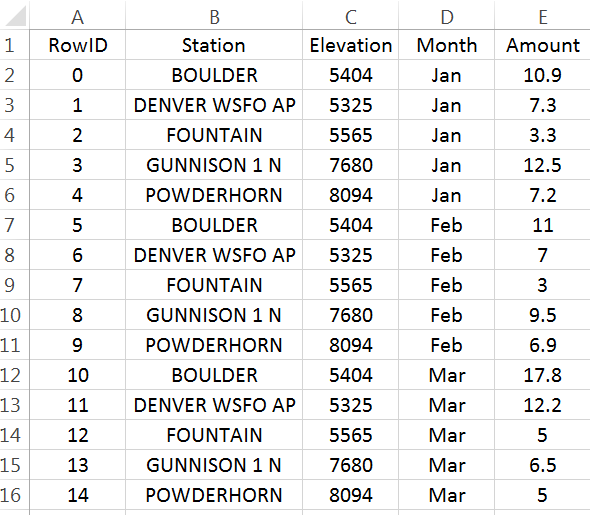 A B C D E
1 RowID Station Elevation Month Amount
2 0 BOULDER 5404 Jan 10.9
3 1 DENVER WSFO AP 5325 Jan 7.3
4 2 FOUNTAIN 5565 Jan 3.3
5 3 GUNNISON 1 N 7680 Jan 12.5
6 4 POWDERHORN 8094 Jan 7.2
7 5 BOULDER 5404 Feb 11
8 6 DENVER WSFO AP 5325 Feb 7
9 7 FOUNTAIN 5565 Feb 3
10 8 GUNNISON 1 N 7680 Feb 9.5
11 9 POWDERHORN 8094 Feb 6.9
12 10 BOULDER 5404 Mar 17.8
13 11 DENVER WSFO AP 5325 Mar 12.2
14 12 FOUNTAIN 5565 Mar 5
15 13 GUNNISON 1 N 7680 Mar 6.5
16 14 POWDERHORN 8094 Mar 5